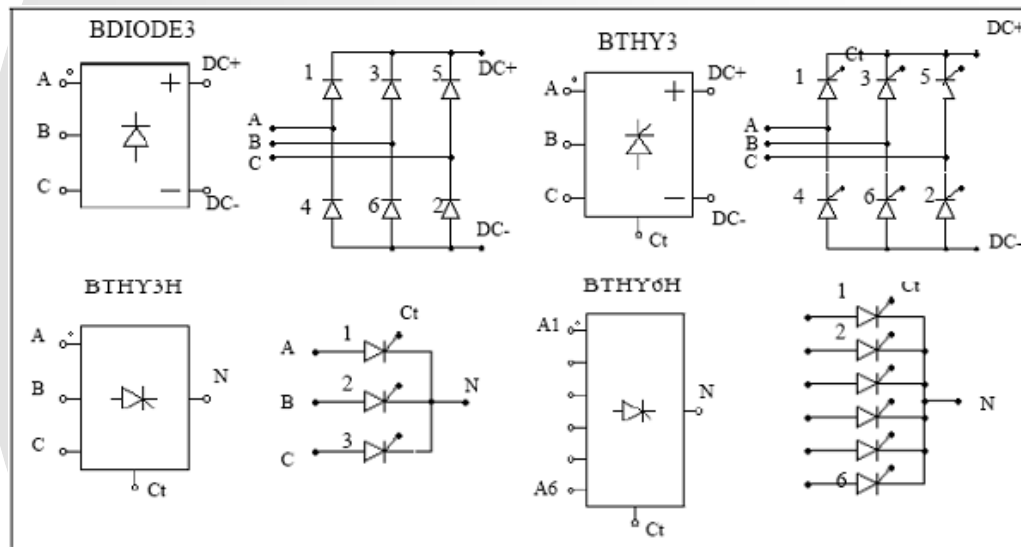 BDIODE3
A
B
C
DC+
DC-
1 3 5
DC+
A
B
C
4 6 2
DC-
BTHY3
A
B
C
DC+
DC-
Ct
DC+
Ct
1 3 5
A
B
C
4 6 2
DC-
BTHY3H
A
B
C
N
Ct
Ct
1
A
2
B
N
3
C
BTHY6H
A1
N
A6
Ct
Ct
1
2
N
6